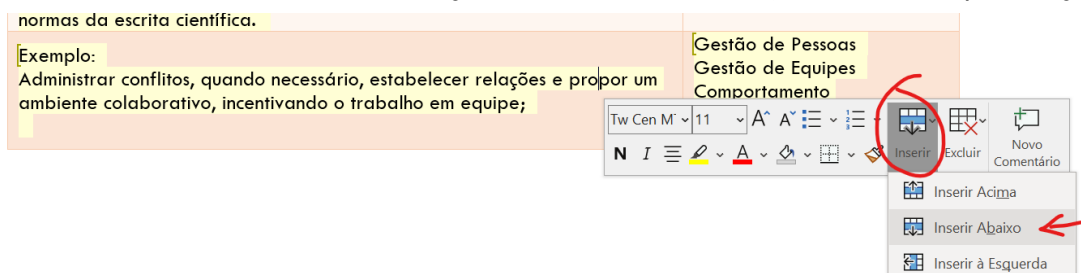 normas da escrita científica.
Exemplo:
Administrar conflitos, quando necessário, estabelecer relações e propor um
ambiente colaborativo, incentivando o trabalho em equipe;
Gestão de Pessoas
Gestão de Equipes
Comportamento
Tw Cen M 11 A A
N I A Inserir Excluir Novo
Comentário
Inserir Acima
Inserir Abaixo
Inserir à Esquerda